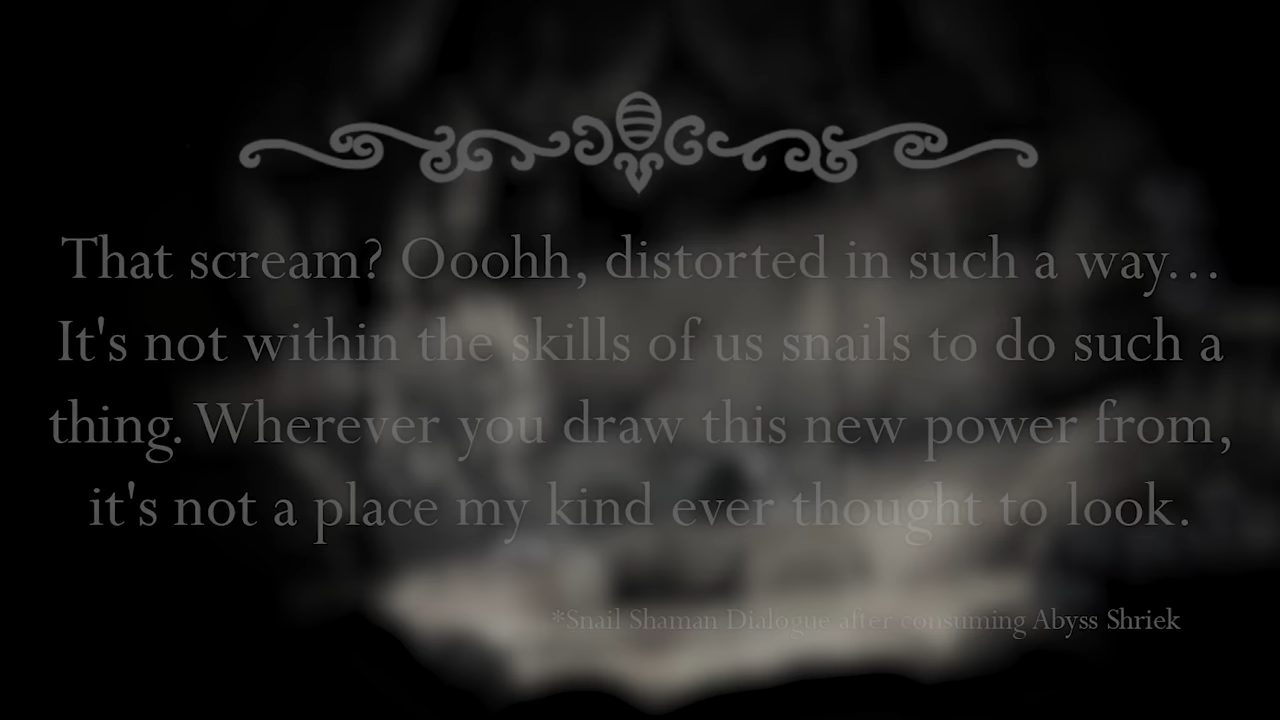 That scream? Ooohh, distorted in such a way...
It's not within the skills of us snails to do such a
thing. Wherever you draw this new power from,
it's not a place my kind ever thought to look.
*Snail Shaman Dialogue after consuming Abyss Shriek